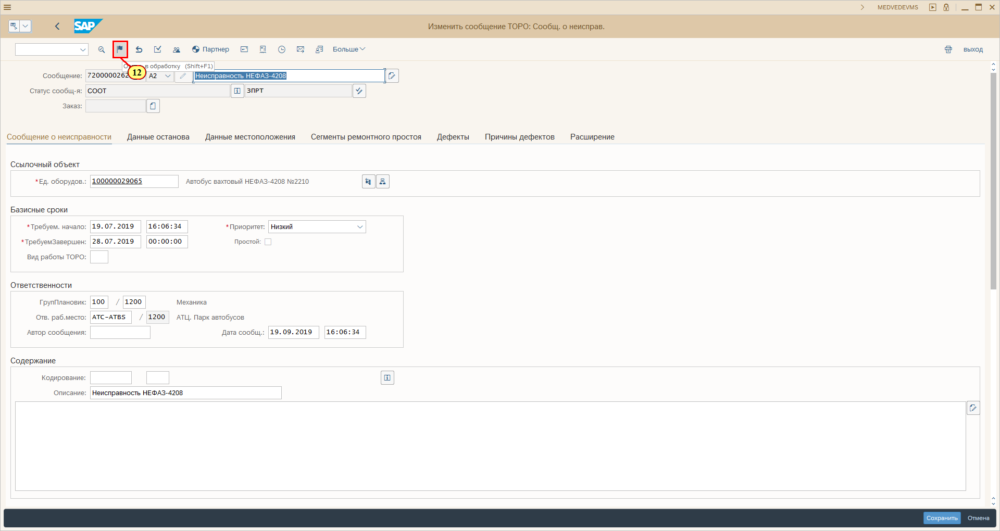 MEDVEDEVMS
SAP
Изменить сообщение ТОРО: Сообщ. о неисправ.
Партнер
Больше
выход
в обработку (Shift+F1)
12
Сообщение: 72000002 A2 Неисправность НЕФАЗ-4208
Статус сообщ-я: СООТ ЗПРТ
Заказ:
Сообщение о неисправности Данные останова Данные местоположения Сегменты ремонтного простоя Дефекты Причины дефектов Расширение
Ссылочный объект
*Ед. оборудов.: 100000029065 Автобус вахтовый НЕФАЗ-4208 №2210
Базисные сроки
*Требуем. начало: 19.07.2019 16:06:34 *Приоритет: Низкий
*ТребуемЗавершен: 28.07.2019 00:00:00 Простой:
Вид работы ТОРО:
Ответственности
ГрупПлановик: 100 / 1200 Механика
Отв. раб.место: ATC-ATBS / 1200 АТЦ. Парк автобусов
Автор сообщения: Дата сообщ.: 19.09.2019 16:06:34
Содержание
Кодирование:
Описание: Неисправность НЕФАЗ-4208
Сохранить Отмена